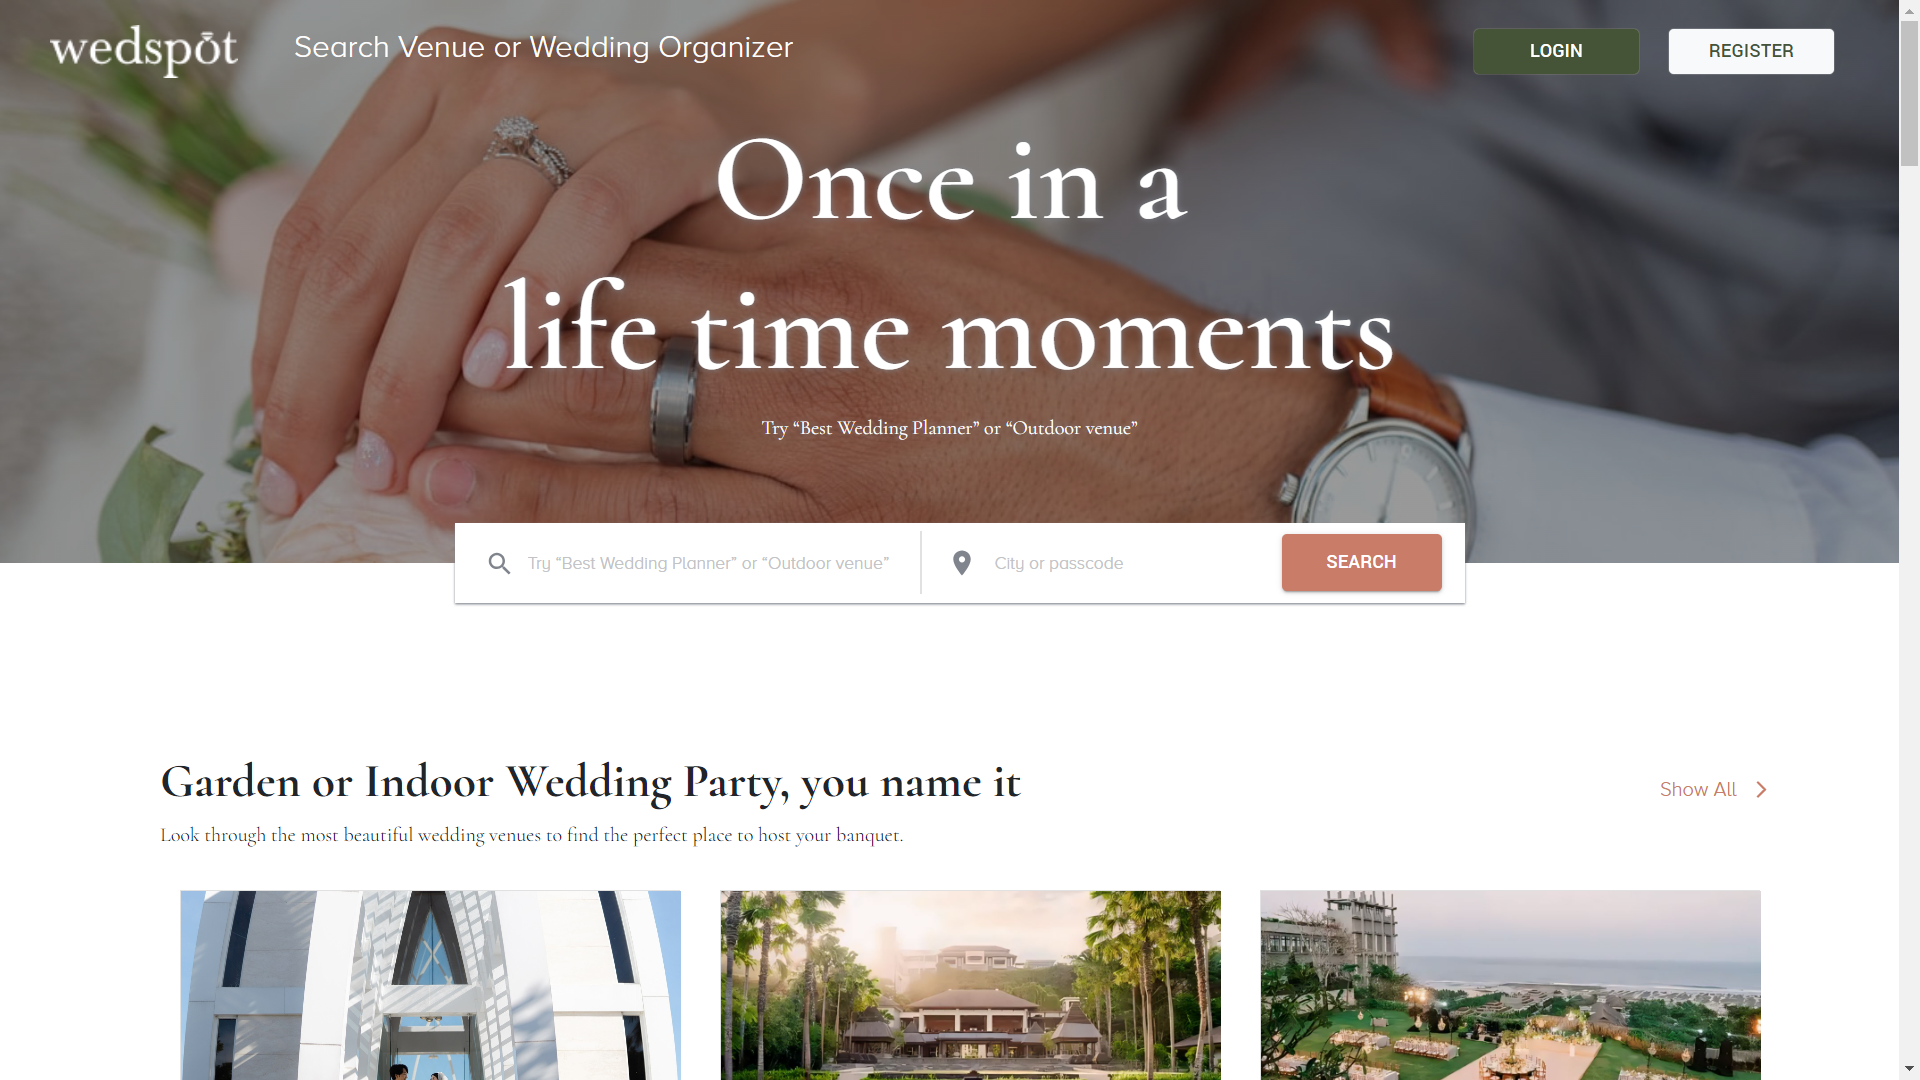 wedspot
Search Venue or Wedding Organizer
LOGIN
REGISTER
Once in a
life time moments
Try “Best Wedding Planner” or “Outdoor venue”
Try “Best Wedding Planner” or “Outdoor venue”
City or passcode
SEARCH
Garden or Indoor Wedding Party, you name it
Show All
Look through the most beautiful wedding venues to find the perfect place to host your banquet.